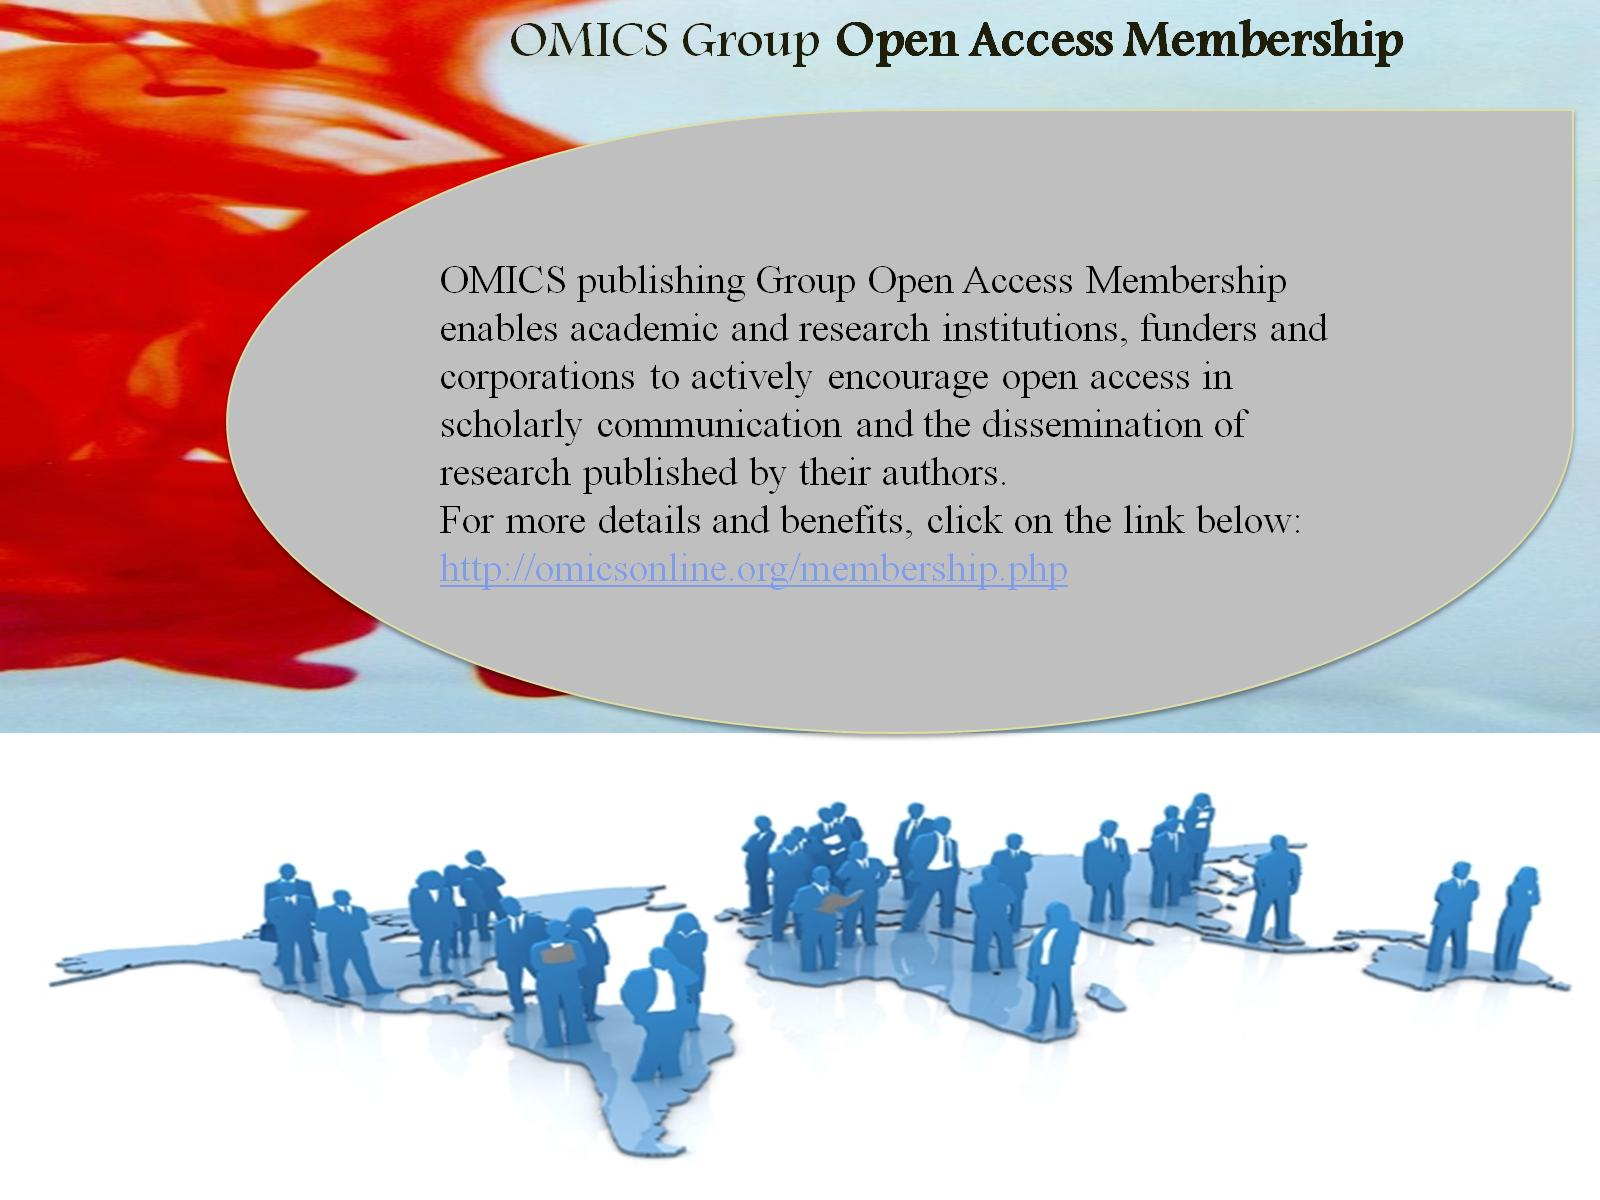 OMICS Group Open Access Membership
OMICS publishing Group Open Access Membership
enables academic and research institutions, funders and
corporations to actively encourage open access in
scholarly communication and the dissemination of
research published by their authors.
For more details and benefits, click on the link below:
http://omicsonline.org/membership.php